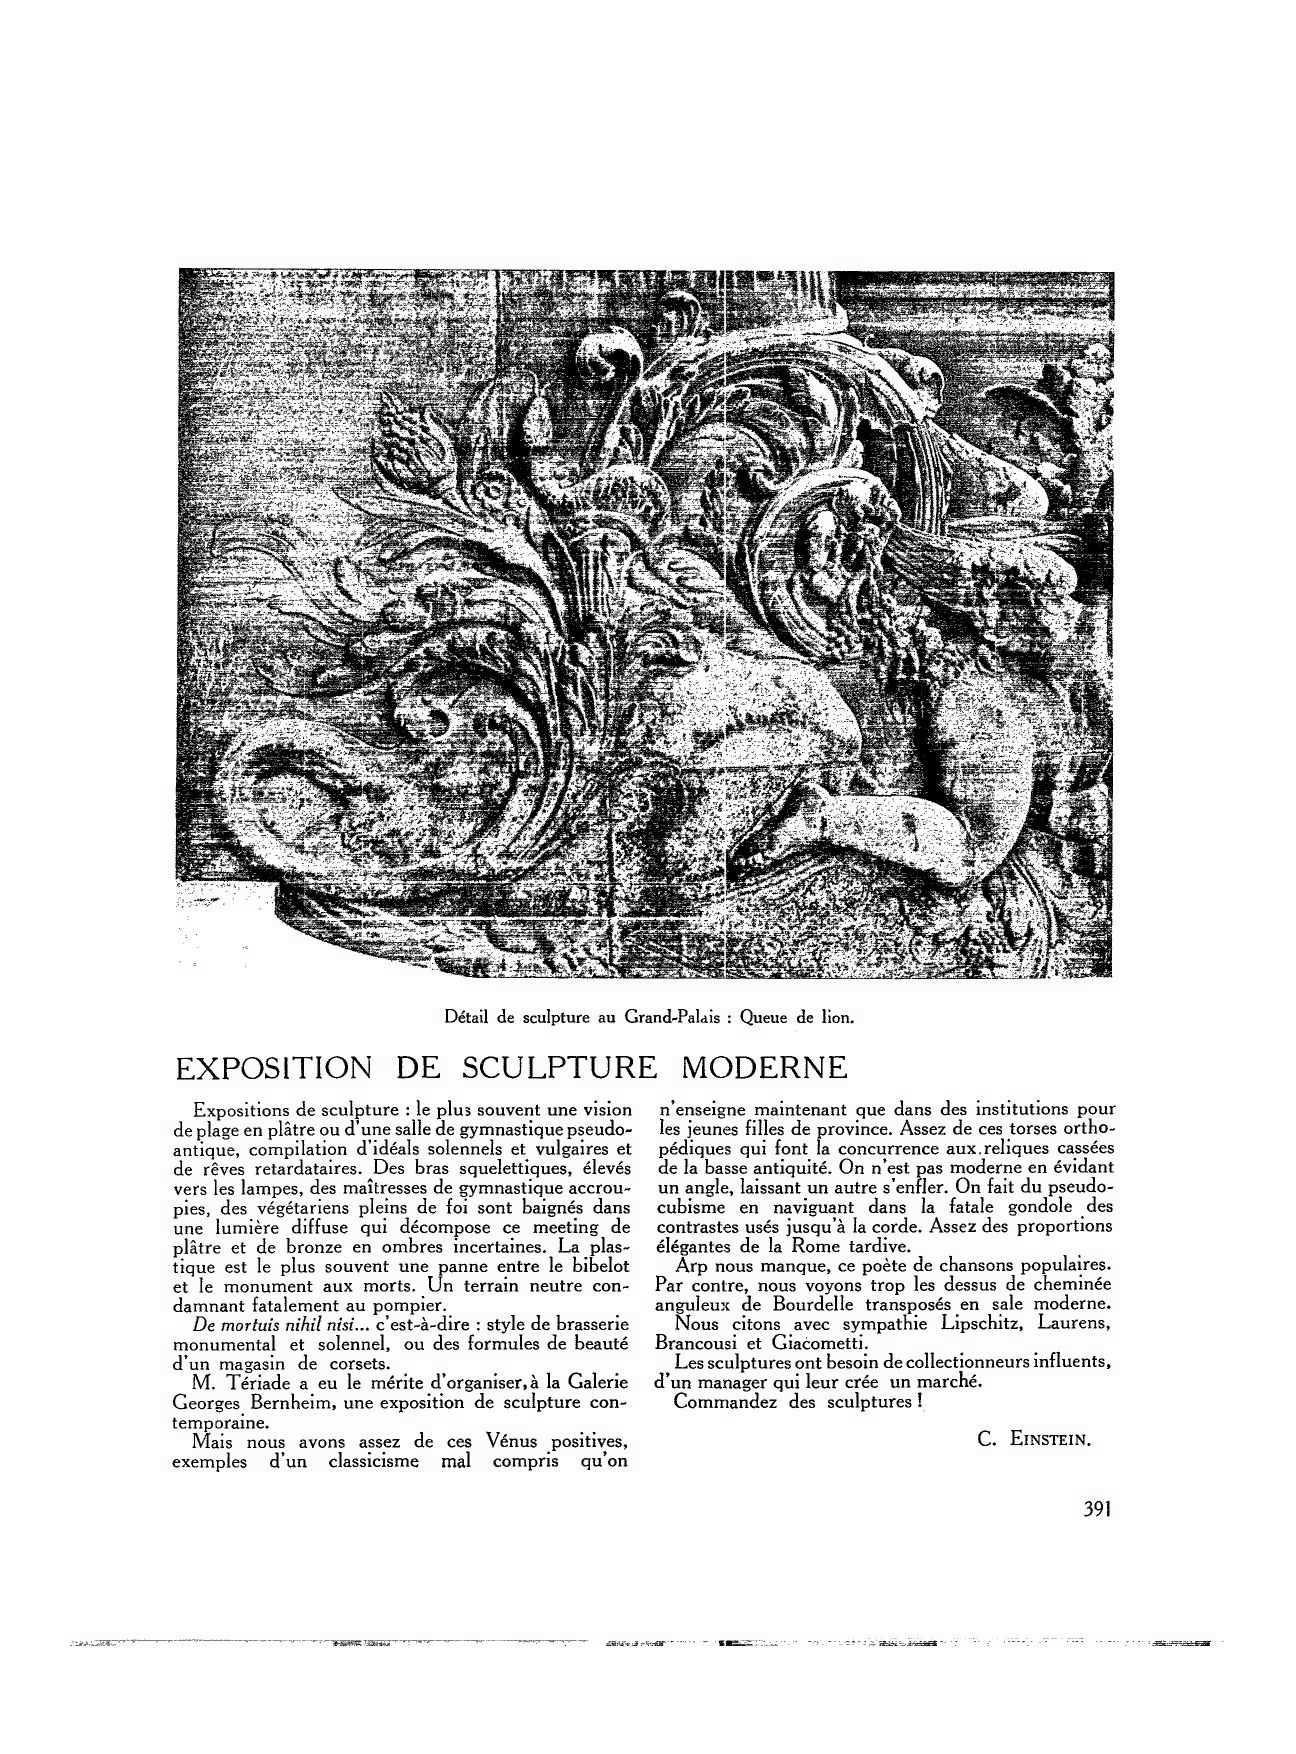 Détail de sculpture au Grand-Palais : Queue de lion.
EXPOSITION DE SCULPTURE MODERNE
Expositions de sculpture : le plus souvent une vision
de plage en plâtre ou d'une salle de gymnastique pseudo-
antique, compilation d'idéals solennels et vulgaires et
de rêves retardataires. Des bras squelettiques, élevés
vers les lampes, des maîtresses de gymnastique accrou-
pies, des végétariens pleins de foi sont baignés dans
une lumière diffuse qui décompose ce meeting de
plâtre et de bronze en ombres incertaines. La plas-
tique est le plus souvent une panne entre le bibelot
et le monument aux morts. Un terrain neutre con-
damnant fatalement au pompier.
De mortuis nihil nisi... c'est-à-dire : style de brasserie
monumental et solennel, ou des formules de beauté
d'un magasin de corsets.
M. Tériade a eu le mérite d'organiser, à la Galerie
Georges Bernheim, une exposition de sculpture con-
temporaine.
Mais nous avons assez de ces Vénus positives,
exemples d'un classicisme mal compris qu'on
n'enseigne maintenant que dans des institutions pour
les jeunes filles de province. Assez de ces torses ortho-
pédiques qui font la concurrence aux reliques cassées
de la basse antiquité. On n'est pas moderne en évidant
un angle, laissant un autre s'enfler. On fait du pseudo-
cubisme en naviguant dans la fatale gondole des
contrastes usés jusqu'à la corde. Assez des proportions
élégantes de la Rome tardive.
Arp nous manque, ce poète de chansons populaires.
Par contre, nous voyons trop les dessus de cheminée
anguleux de Bourdelle transposés en sale moderne.
Nous citons avec sympathie Lipschitz, Laurens,
Brancousi et Giacometti.
Les sculptures ont besoin de collectionneurs influents,
d'un manager qui leur crée un marché.
Commandez des sculptures !
C. EINSTEIN.
391